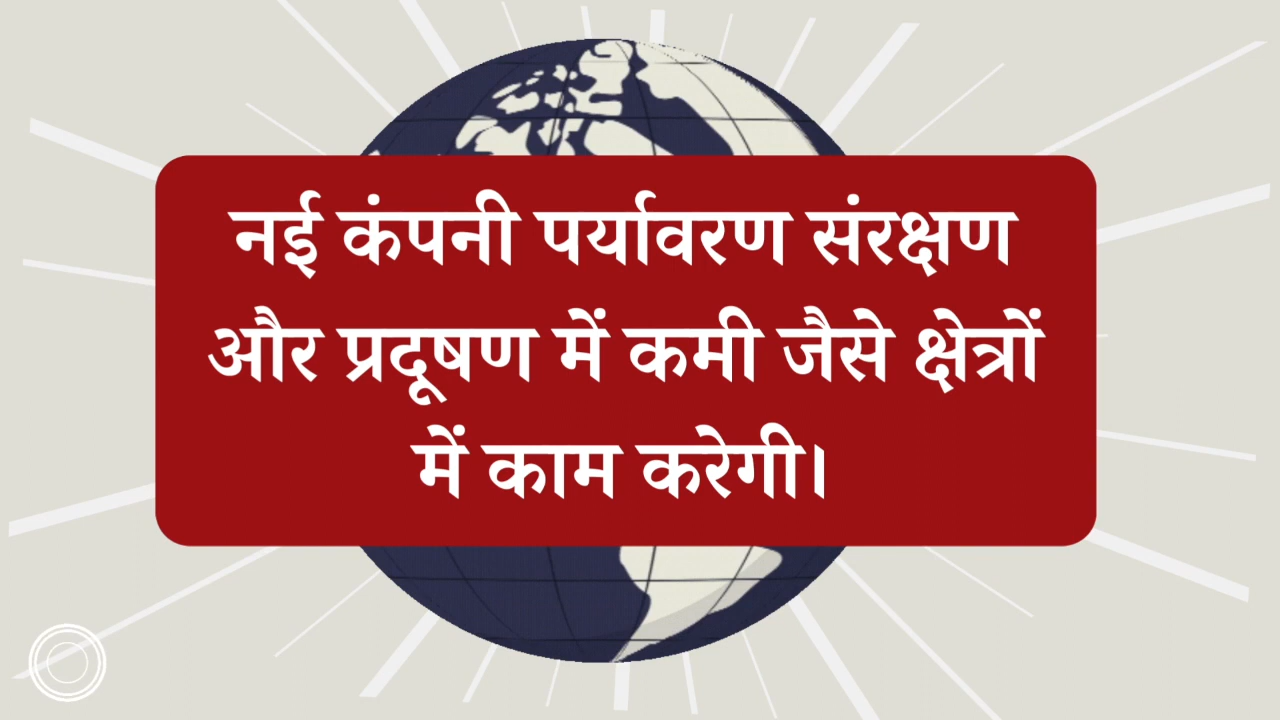 नई कंपनी पर्यावरण संरक्षण
और प्रदूषण में कमी जैसे क्षेत्रों
में काम करेगी।